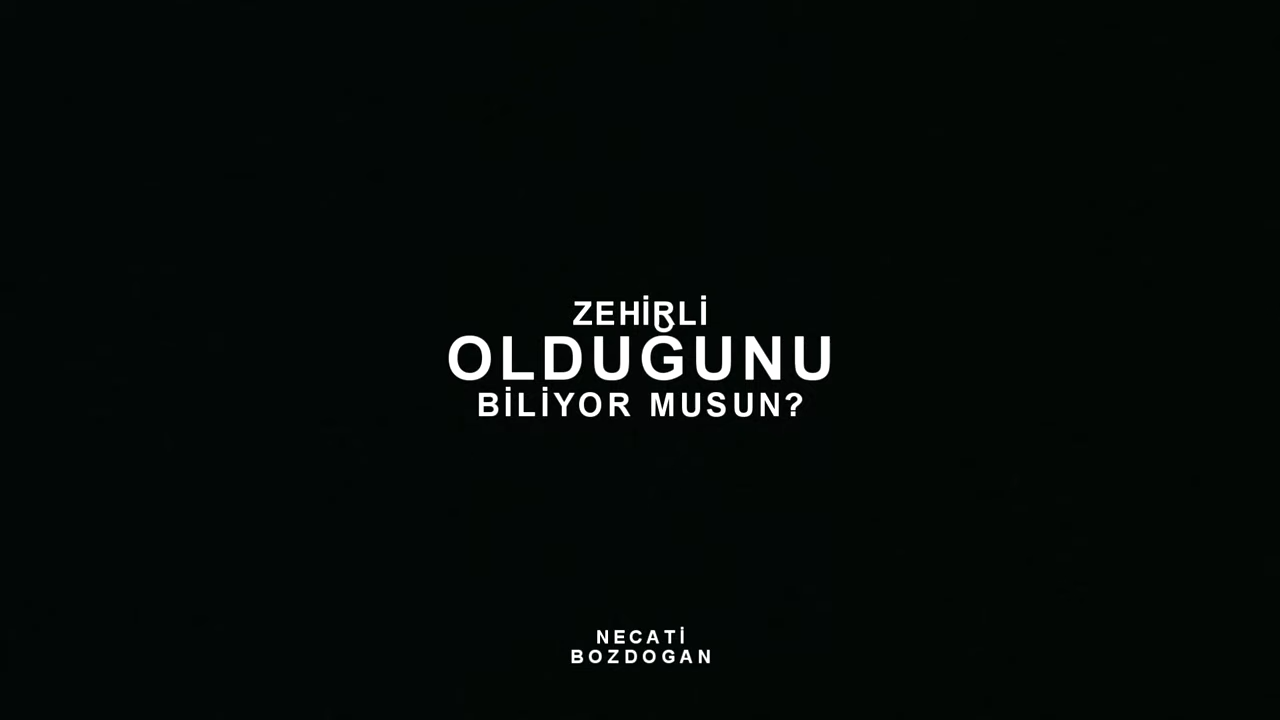 ZEHİRLİ
OLDUĞUNU
BİLİYOR MUSUN?
NECATİ
BOZDOGAN